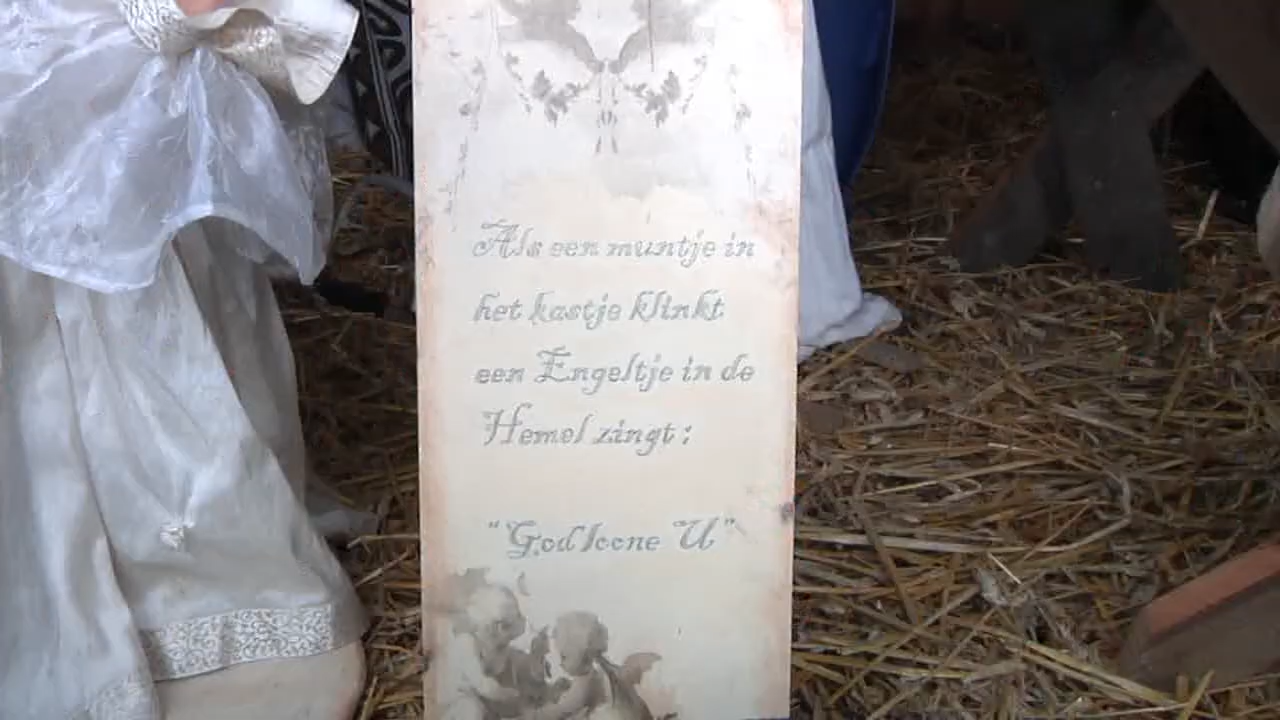 Als een muntje in
het kastje klinkt
een Engeltje in de
Hemel zingt:
"God loone U"